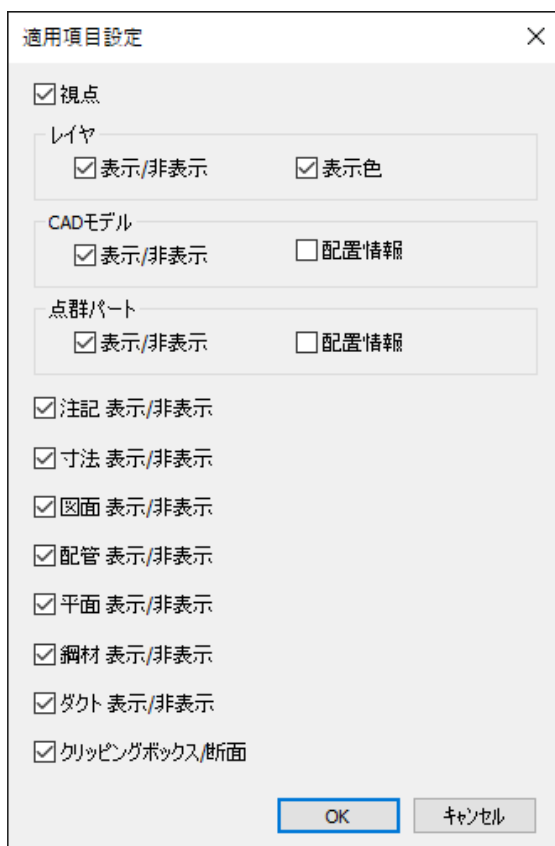 適用項目設定
視点
レイヤ
表示/非表示 表示色
CADモデル
表示/非表示 配置情報
点群パート
表示/非表示 配置情報
注記 表示/非表示
寸法 表示/非表示
図面 表示/非表示
配管 表示/非表示
平面 表示/非表示
鋼材 表示/非表示
ダクト 表示/非表示
クリッピングボックス/断面
OK キャンセル